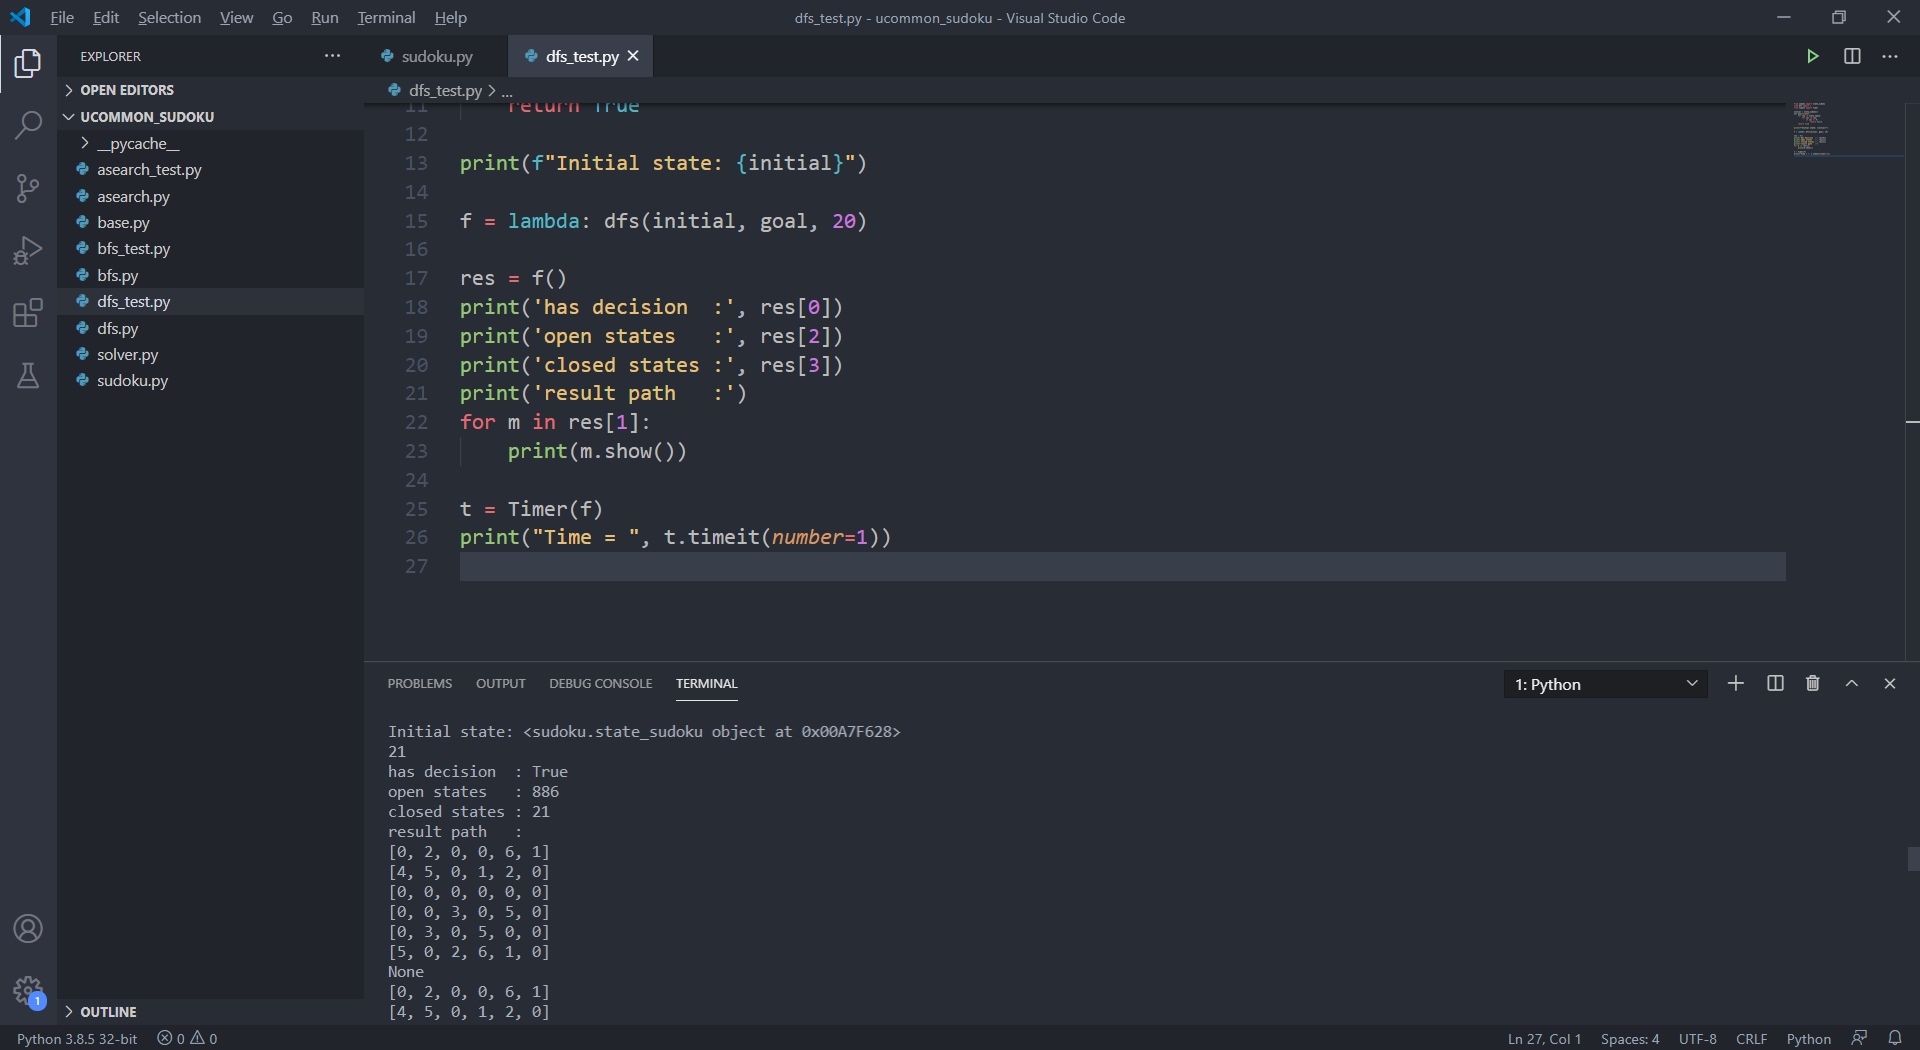 File Edit Selection View Go Run Terminal Help
dfs_test.py - ucommon_sudoku - Visual Studio Code
EXPLORER
OPEN EDITORS
UCOMMON_SUDOKU
__pycache__
asearch_test.py
asearch.py
base.py
bfs_test.py
bfs.py
dfs_test.py
dfs.py
solver.py
sudoku.py
OUTLINE
sudoku.py
dfs_test.py
dfs_test.py > ...
11 return True
12
13 print(f"Initial state: {initial}")
14
15 f = lambda: dfs(initial, goal, 20)
16
17 res = f()
18 print('has decision  :', res[0])
19 print('open states   :', res[2])
20 print('closed states :', res[3])
21 print('result path   :')
22 for m in res[1]:
23     print(m.show())
24
25 t = Timer(f)
26 print("Time = ", t.timeit(number=1))
27
PROBLEMS OUTPUT DEBUG CONSOLE TERMINAL
1: Python
Initial state: <sudoku.state_sudoku object at 0x00A7F628>
21
has decision  : True
open states   : 886
closed states : 21
result path   :
[0, 2, 0, 0, 6, 1]
[4, 5, 0, 1, 2, 0]
[0, 0, 0, 0, 0, 0]
[0, 0, 3, 0, 5, 0]
[0, 3, 0, 5, 0, 0]
[5, 0, 2, 6, 1, 0]
None
[0, 2, 0, 0, 6, 1]
[4, 5, 0, 1, 2, 0]
1
Python 3.8.5 32-bit 0 0
Ln 27, Col 1 Spaces: 4 UTF-8 CRLF Python